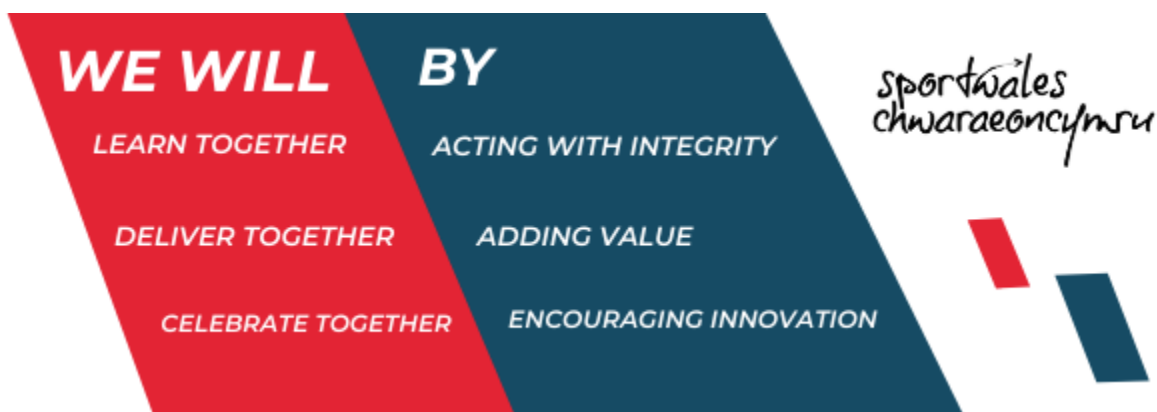 WE WILL
LEARN TOGETHER
DELIVER TOGETHER
CELEBRATE TOGETHER
BY
ACTING WITH INTEGRITY
ADDING VALUE
ENCOURAGING INNOVATION
sportwales
chwaraeoncymru